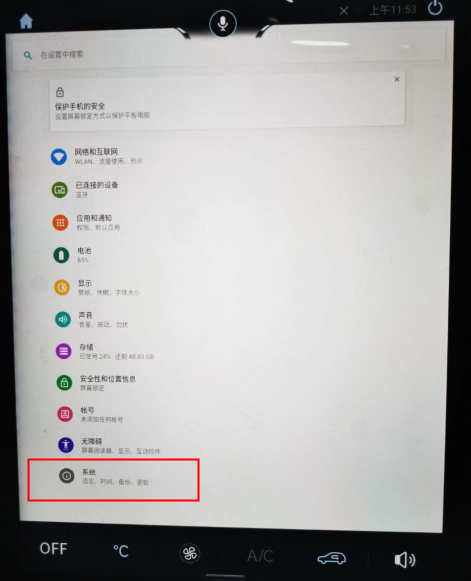 上午11:53
在设置中搜索
保护手机的安全
设置屏幕锁定方式以保护平板电脑
网络和互联网
WLAN、流量使用、热点
已连接的设备
蓝牙
应用和通知
权限、默认应用
电池
85%
显示
壁纸、休眠、字体大小
声音
音量、振动、勿扰
存储
已使用 24% - 还剩 48.83 GB
安全性和位置信息
屏幕锁定
帐号
未添加任何帐号
无障碍
屏幕阅读器、显示、互动控件
系统
语言、时间、备份、更新
OFF
°C
A/C